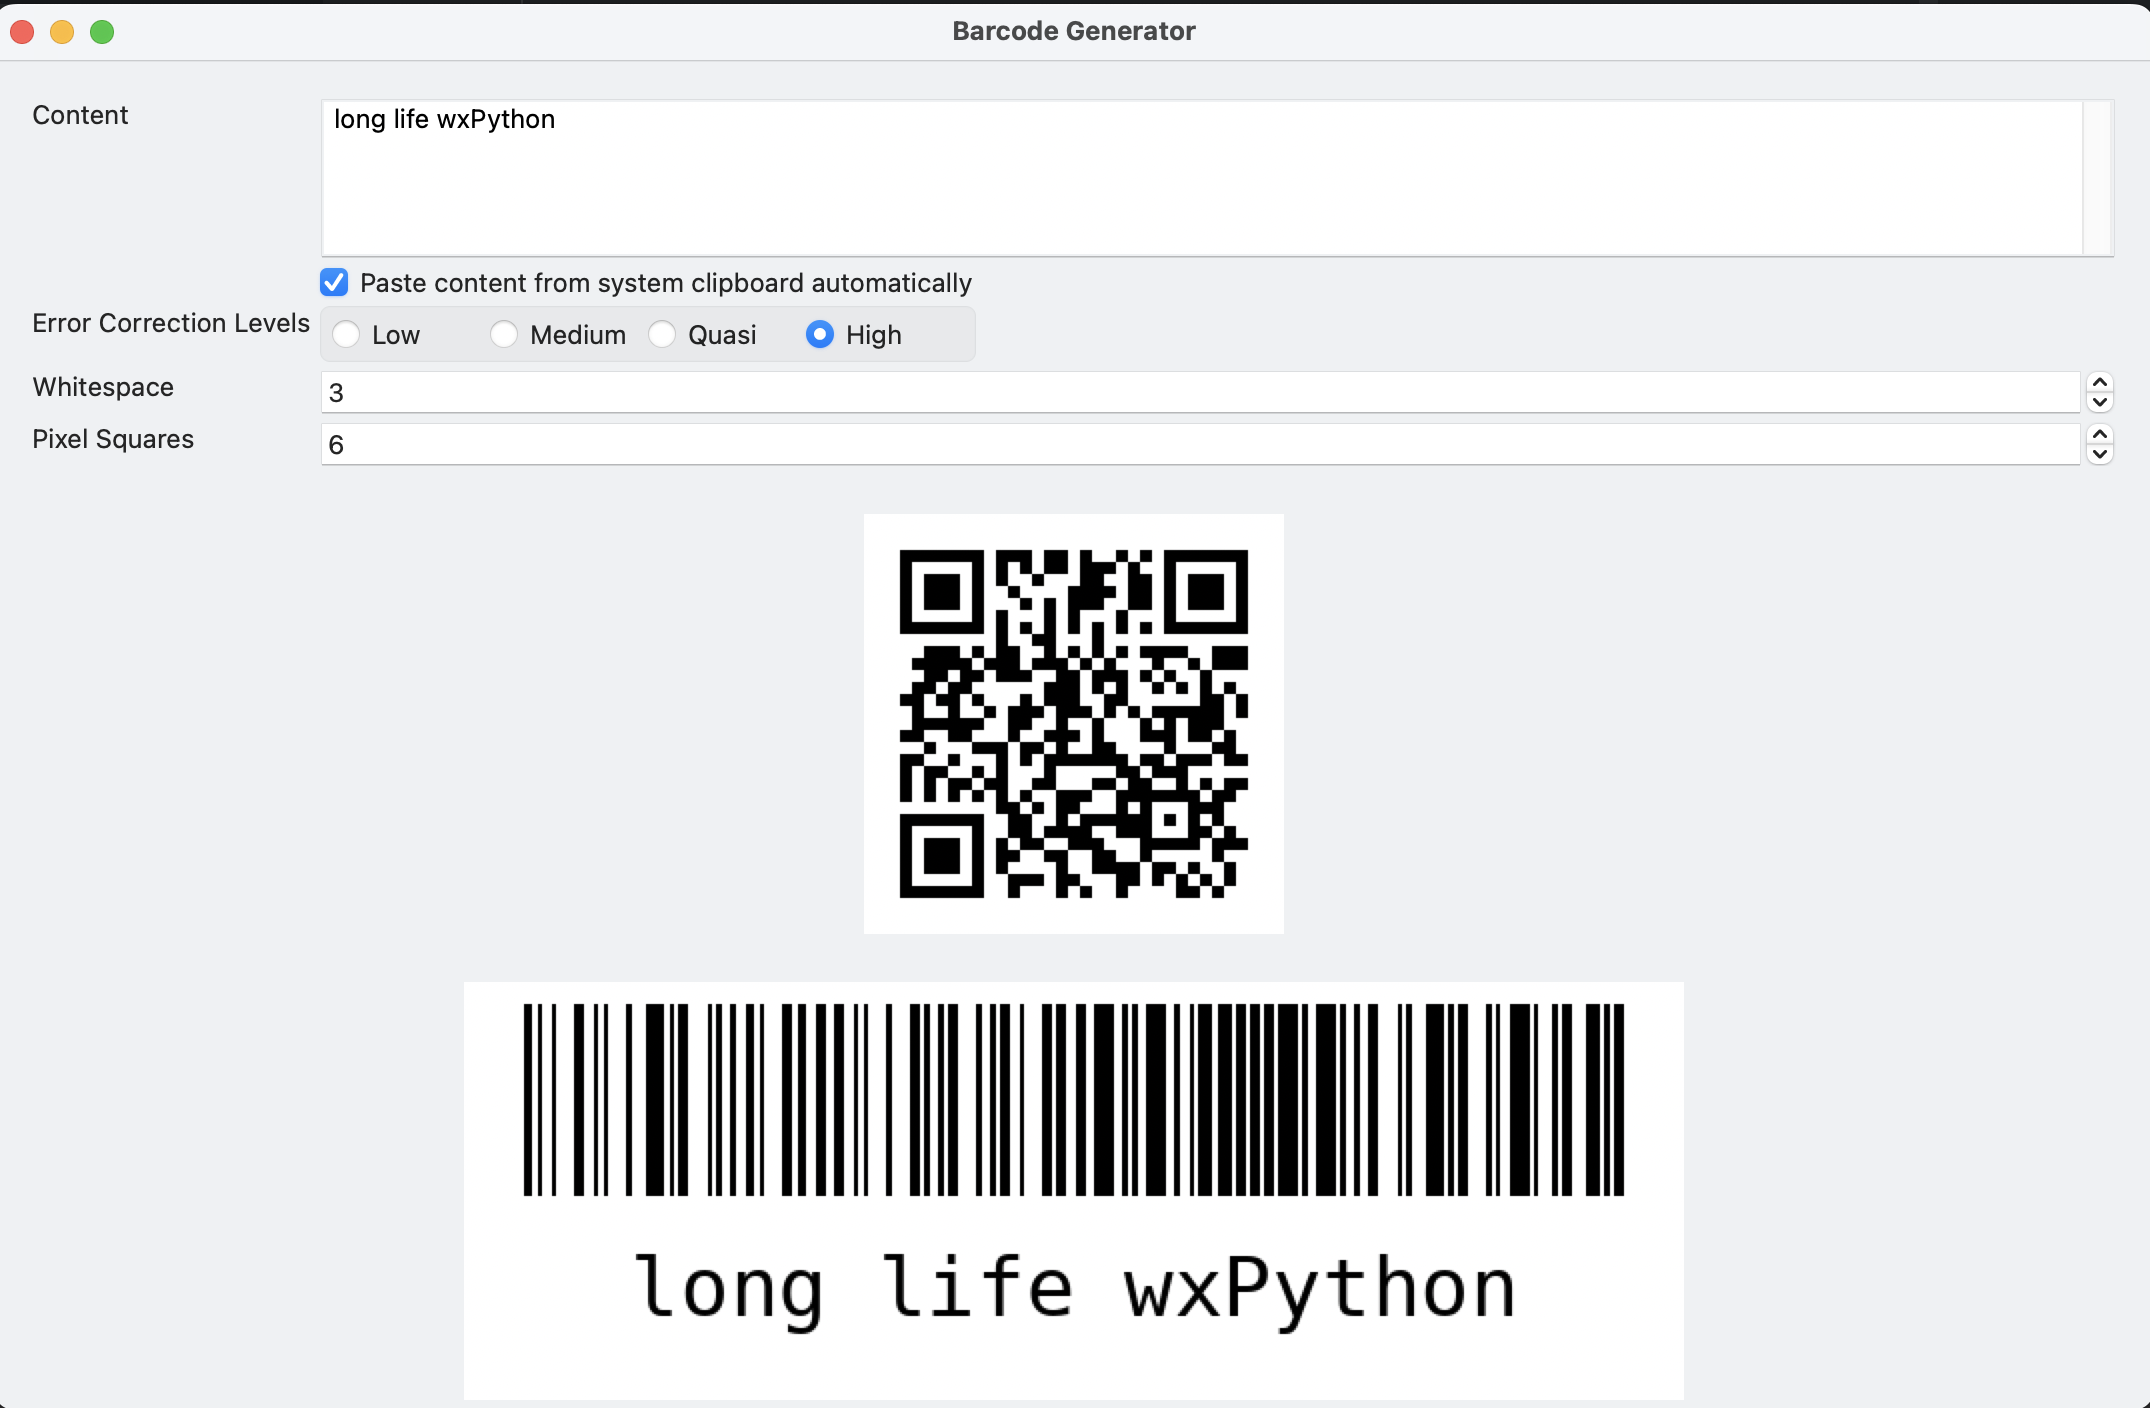 Barcode Generator
Content
long life wxPython
Paste content from system clipboard automatically
Error Correction Levels
Low Medium Quasi High
Whitespace
3
Pixel Squares
6
long life wxPython